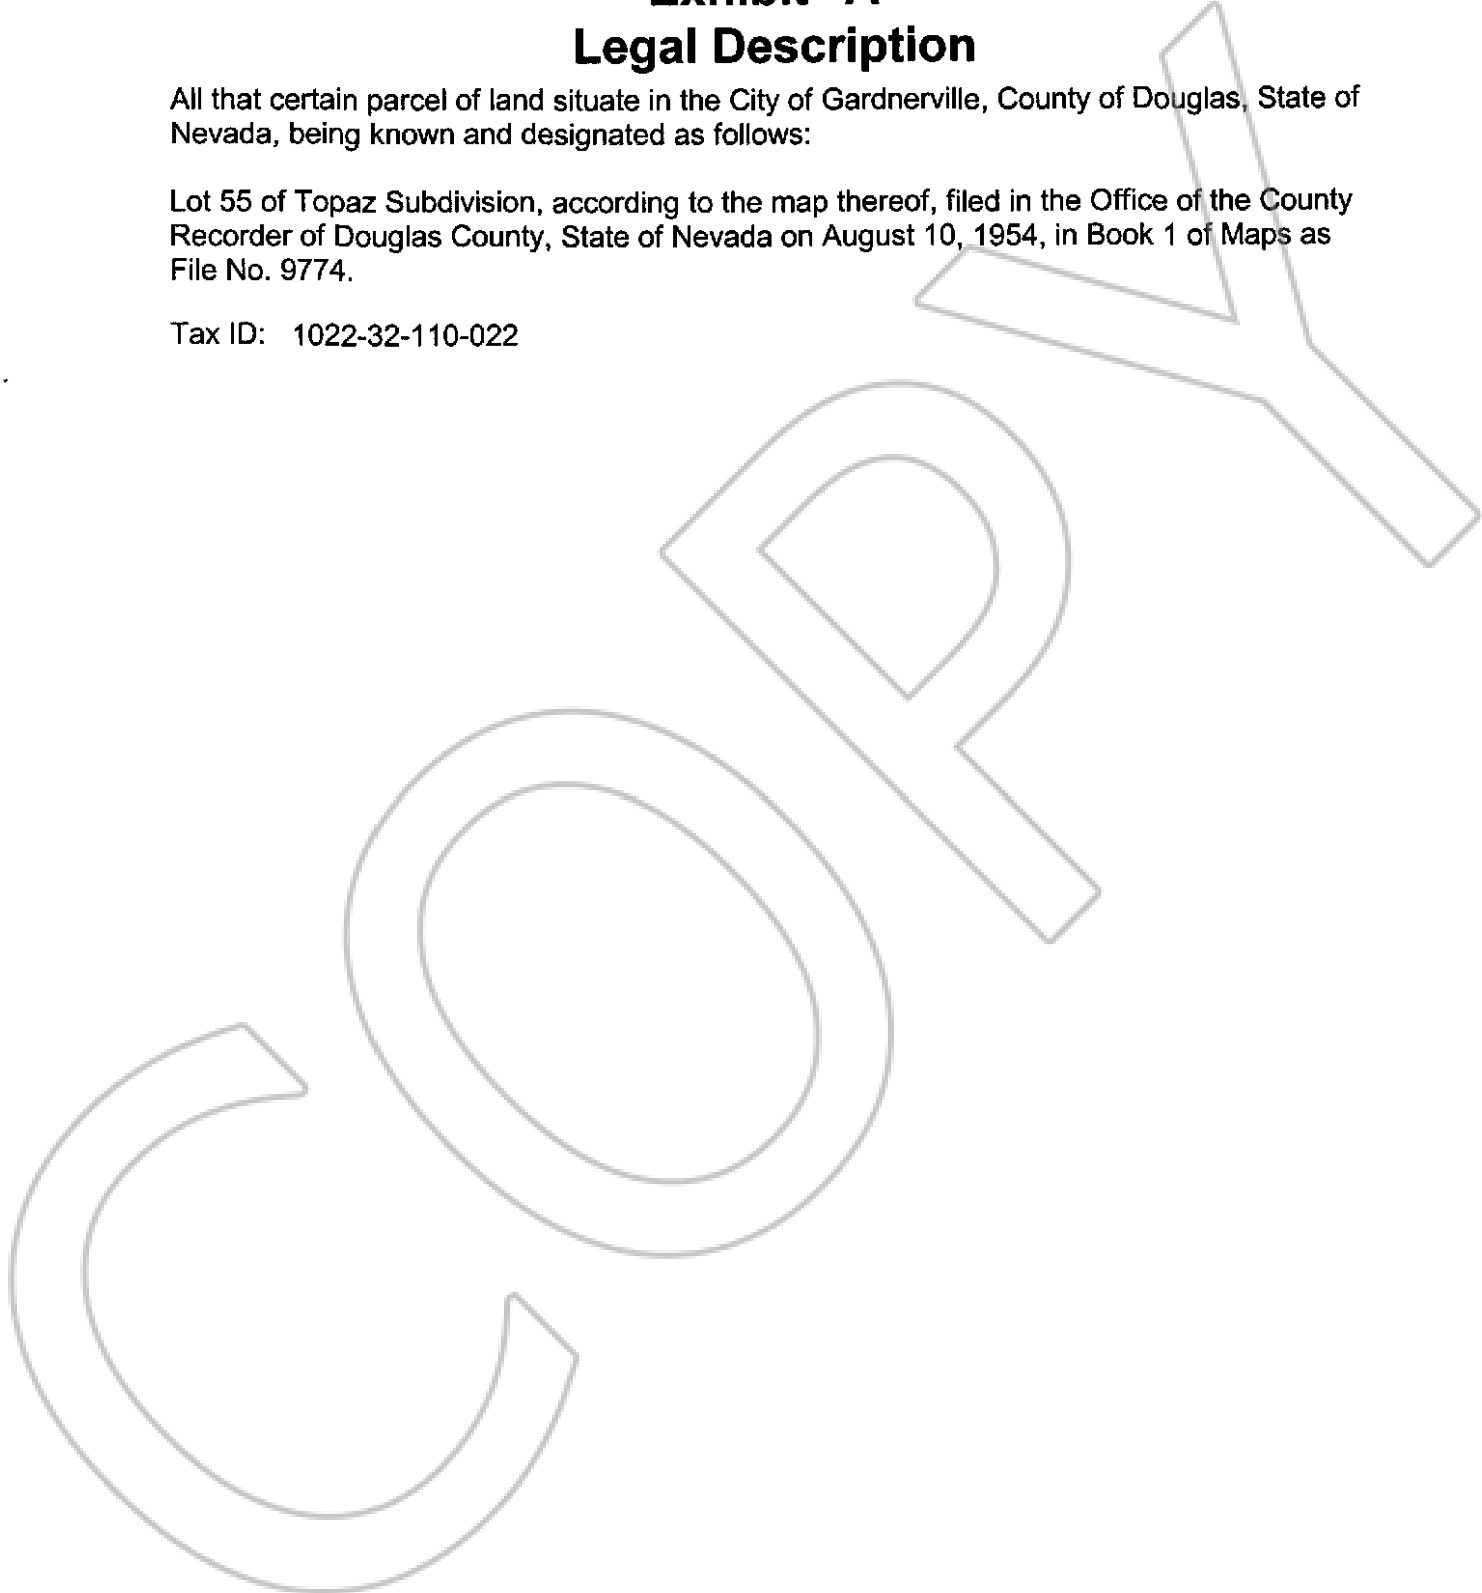 Exhibit "A"
Legal Description
All that certain parcel of land situate in the City of Gardnerville, County of Douglas, State of
Nevada, being known and designated as follows:
Lot 55 of Topaz Subdivision, according to the map thereof, filed in the Office of the County
Recorder of Douglas County, State of Nevada on August 10, 1954, in Book 1 of Maps as
File No. 9774.
Tax ID: 1022-32-110-022
COPY